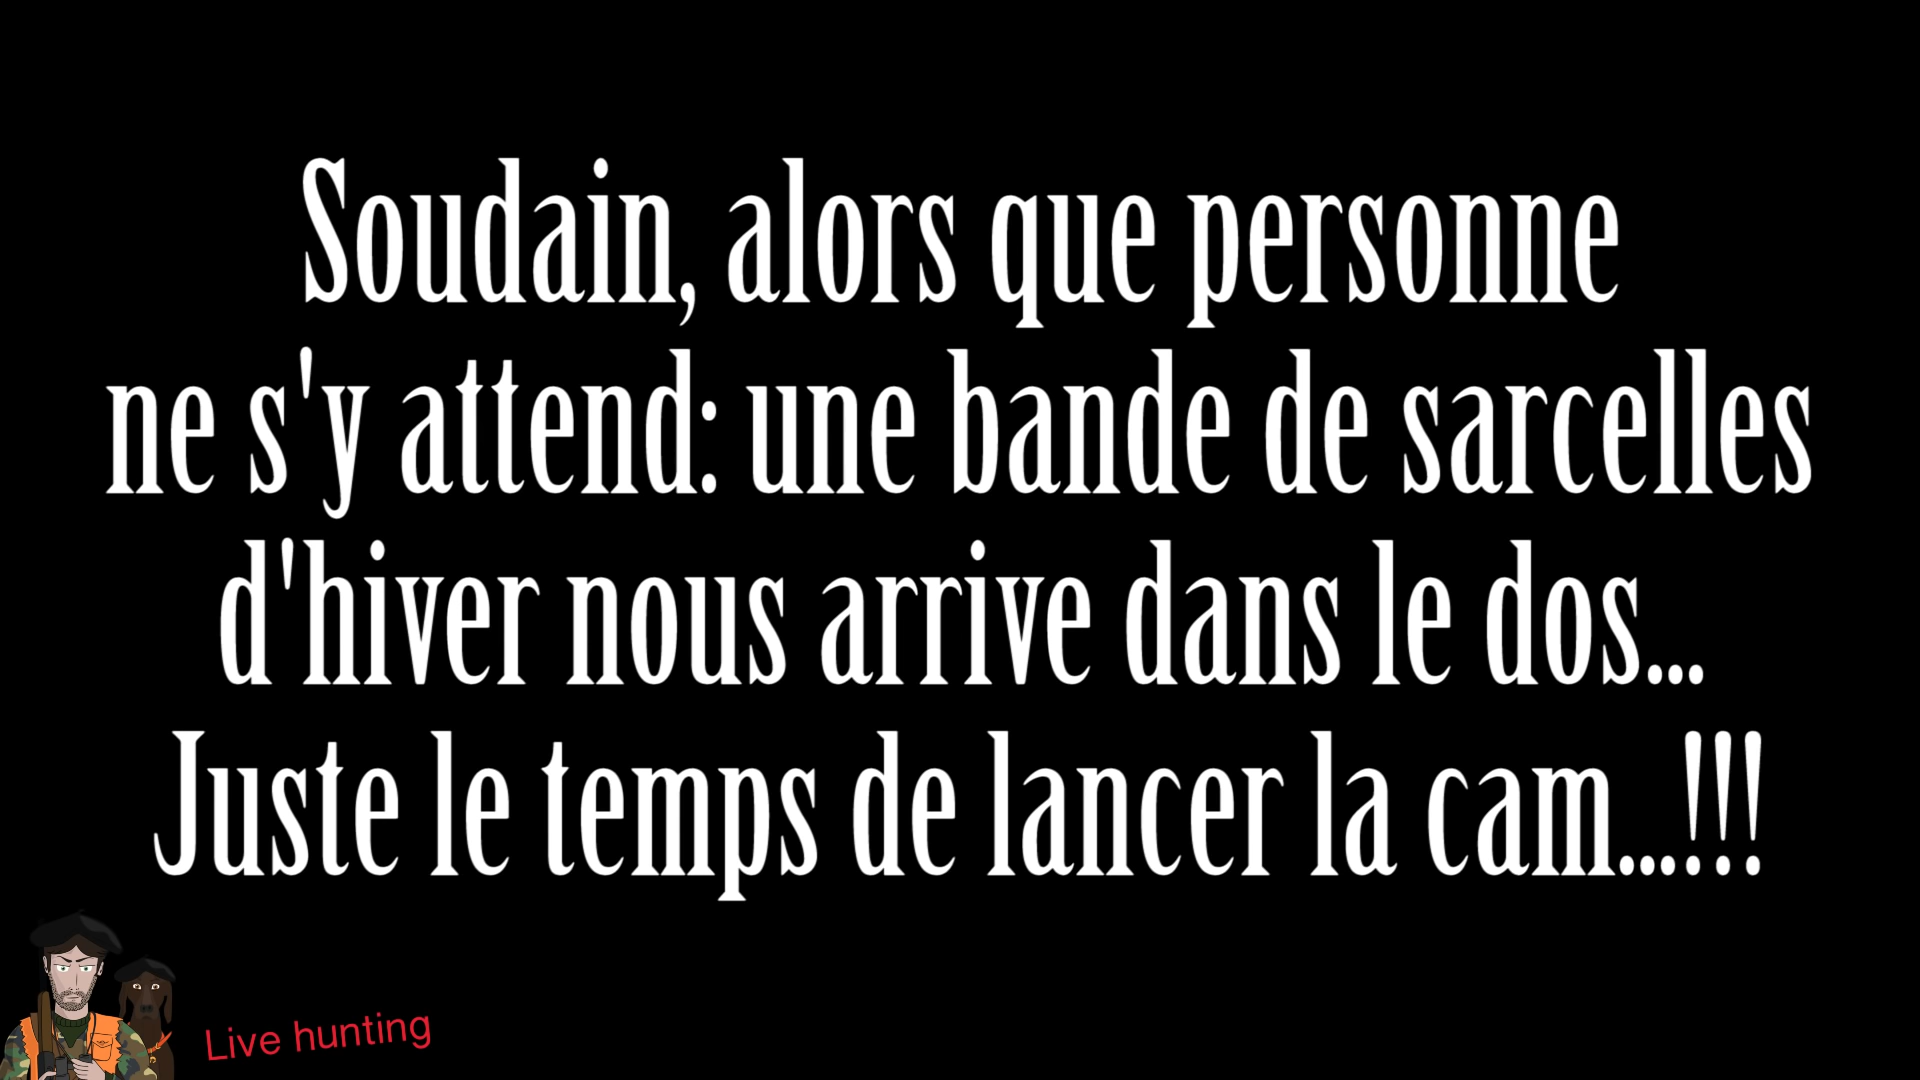 Soudain, alors que personne
ne s'y attend: une bande de sarcelles
d'hiver nous arrive dans le dos...
Juste le temps de lancer la cam...!!!
Live hunting